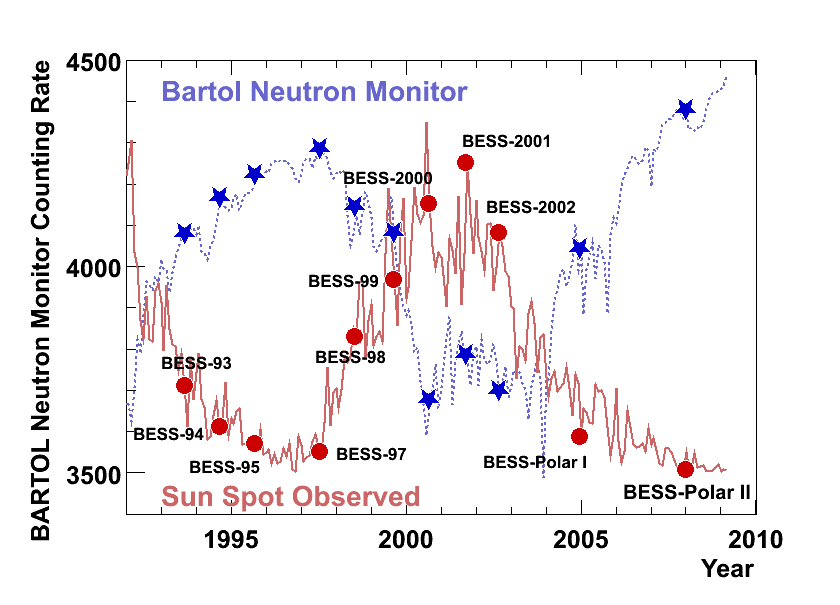 4500
Bartol Neutron Monitor
BESS-2001
BESS-2000
BESS-2002
4000
BESS-99
BESS-98
BESS-93
BESS-94
BESS-97
BESS-95
BESS-Polar I
3500
BESS-Polar II
Sun Spot Observed
BARTOL Neutron Monitor Counting Rate
1995
2000
2005
2010
Year